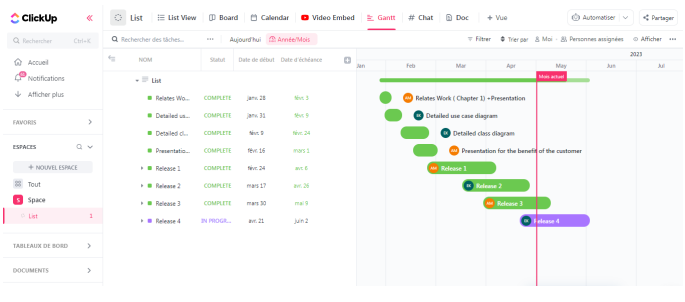 ClickUp
List
List View
Board
Calendar
Video Embed
Gantt
Chat
Doc
+ Vue
Automatiser
Partager
Rechercher
Ctrl+K
Rechercher des tâches...
Aujourd'hui
Année/Mois
Filtrer
Trier par
Moi
Personnes assignées
Afficher
Accueil
Notifications
Afficher plus
FAVORIS
ESPACES
+ NOUVEL ESPACE
Tout
S Space
List 1
TABLEAUX DE BORD
DOCUMENTS
NOM Statut Date de début Date d'échéance
List
Relates Wo... COMPLETE janv. 28 févr. 3
Detailed us... COMPLETE janv. 31 févr. 9
Detailed cl... COMPLETE févr. 9 févr. 24
Presentatio... COMPLETE févr. 16 mars 1
Release 1 COMPLETE févr. 24 avr. 8
Release 2 COMPLETE mars 17 avr. 26
Release 3 COMPLETE mars 30 mai 9
Release 4 IN PROGR... avr. 21 juin 2
2023
Jan Feb Mar Apr May Jun Jul
Mois actuel
Relates Work ( Chapter 1) +Presentation
Detailed use case diagram
Detailed class diagram
Presentation for the benefit of the customer
Release 1
Release 2
Release 3
Release 4